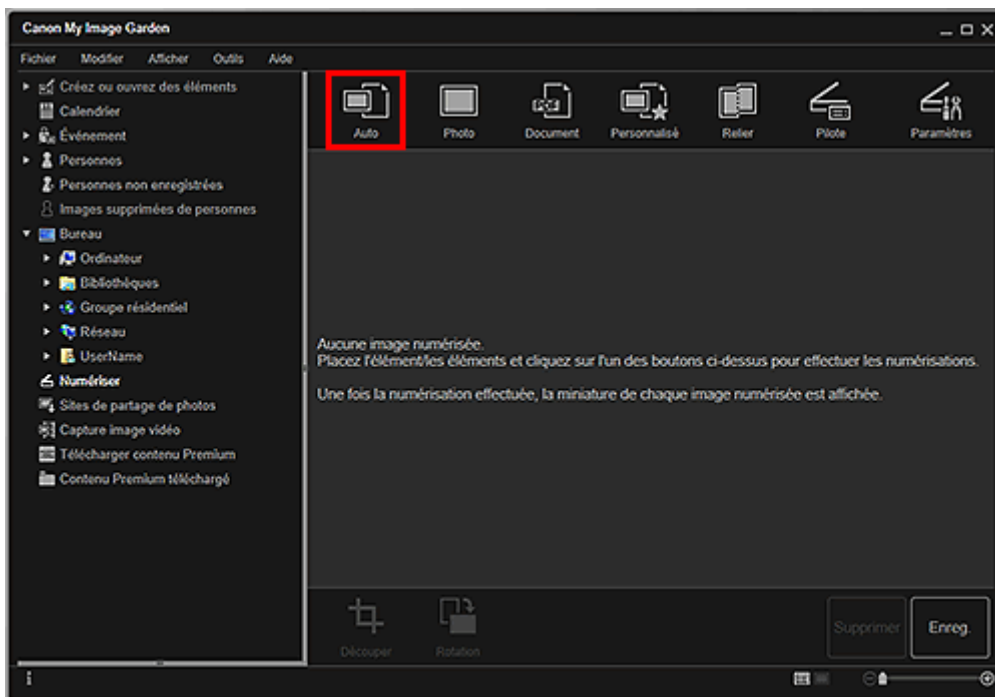 Canon My Image Garden
Fichier Modifier Afficher Outils Aide
Créez ou ouvrez des éléments
Calendrier
Événement
Personnes
Personnes non enregistrées
Images supprimées de personnes
Bureau
Ordinateur
Bibliothèques
Groupe résidentiel
Réseau
UserName
Numériser
Sites de partage de photos
Capture image vidéo
Télécharger contenu Premium
Contenu Premium téléchargé
Auto Photo Document Personnalisé Relier Pilote Paramètres
Aucune image numérisée.
Placez l'élément/les éléments et cliquez sur l'un des boutons ci-dessus pour effectuer les numérisations.
Une fois la numérisation effectuée, la miniature de chaque image numérisée est affichée.
Découper Rotation Supprimer Enreg.